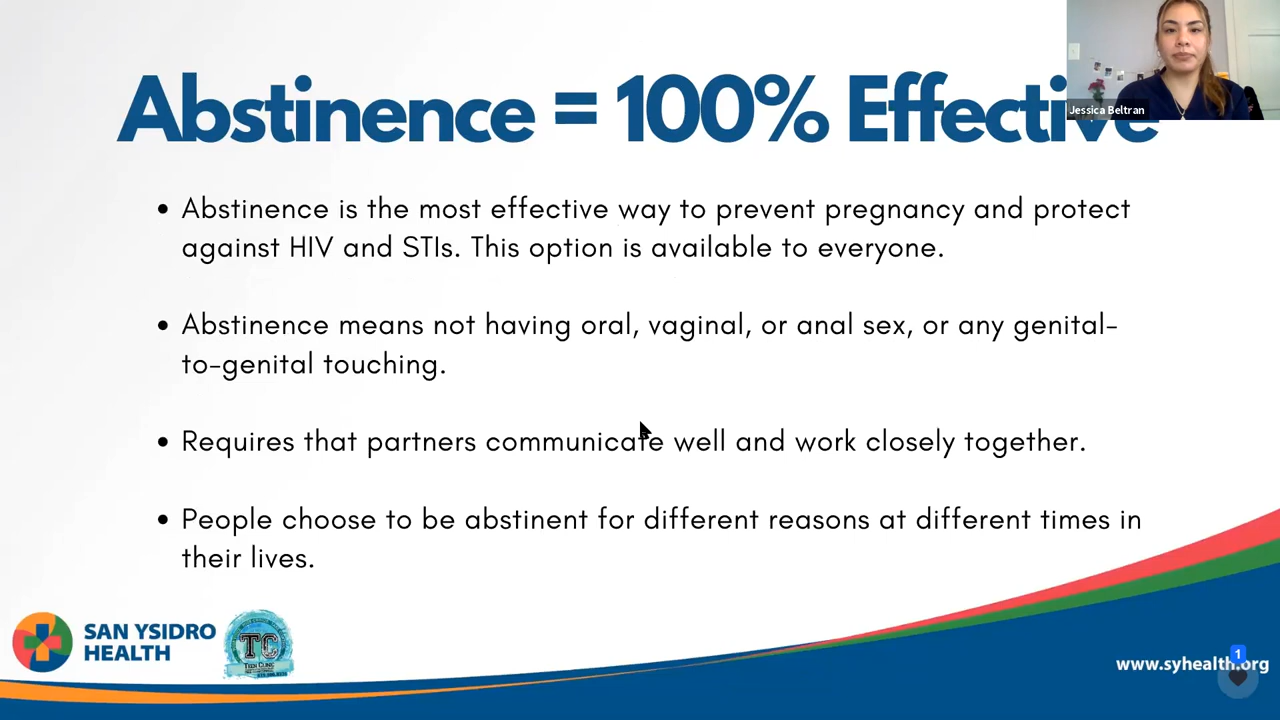 Abstinence = 100% Effective
Jessica Beltran
• Abstinence is the most effective way to prevent pregnancy and protect
against HIV and STIs. This option is available to everyone.
• Abstinence means not having oral, vaginal, or anal sex, or any genital-
to-genital touching.
• Requires that partners communicate well and work closely together.
• People choose to be abstinent for different reasons at different times in
their lives.
SAN YSIDRO
HEALTH
TC
TEEN CLINIC
1
www.syhealth.org